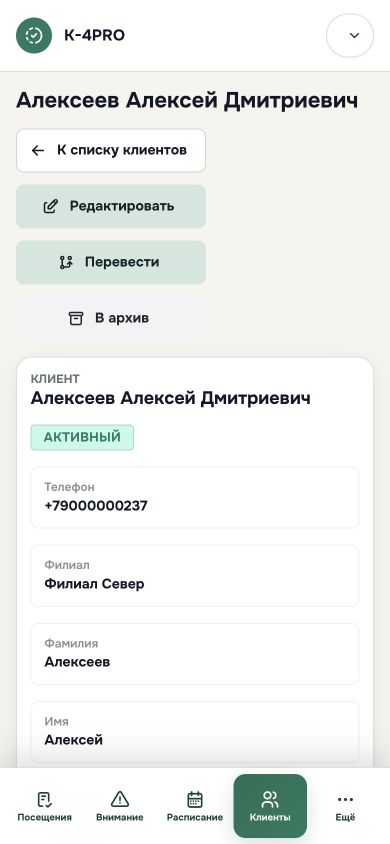 K-4PRO
Алексеев Алексей Дмитриевич
К списку клиентов
Редактировать
Перевести
В архив
КЛИЕНТ
Алексеев Алексей Дмитриевич
АКТИВНЫЙ
Телефон
+79000000237
Филиал
Филиал Север
Фамилия
Алексеев
Имя
Алексей
Посещения Внимание Расписание Клиенты Ещё